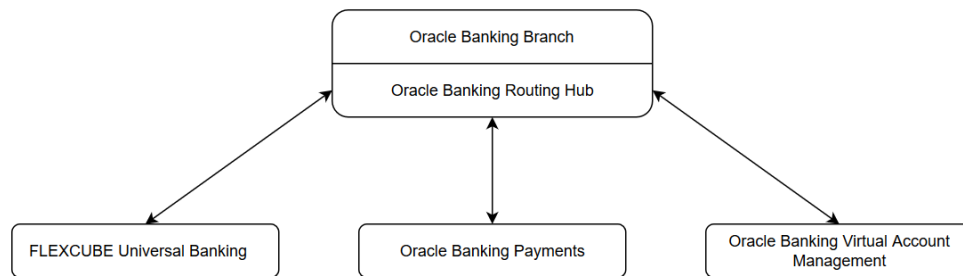 Oracle Banking Branch
Oracle Banking Routing Hub
FLEXCUBE Universal Banking
Oracle Banking Payments
Oracle Banking Virtual Account
Management